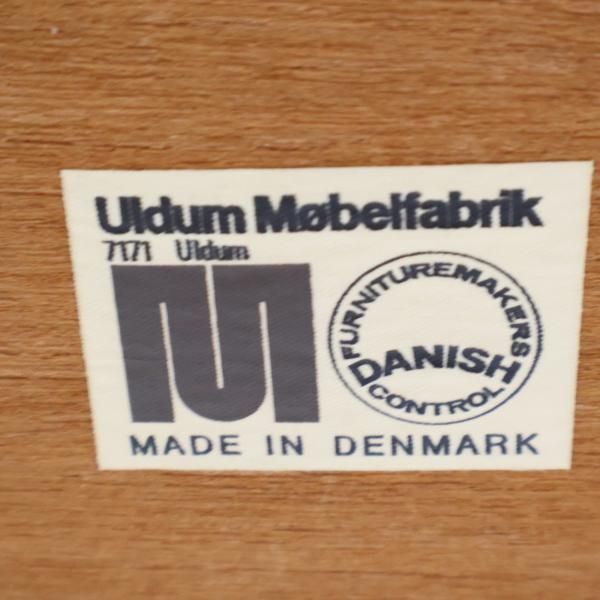 Uldum Møbelfabrik
7171 Uldum
FURNITUREMAKERS
DANISH
CONTROL
MADE IN DENMARK